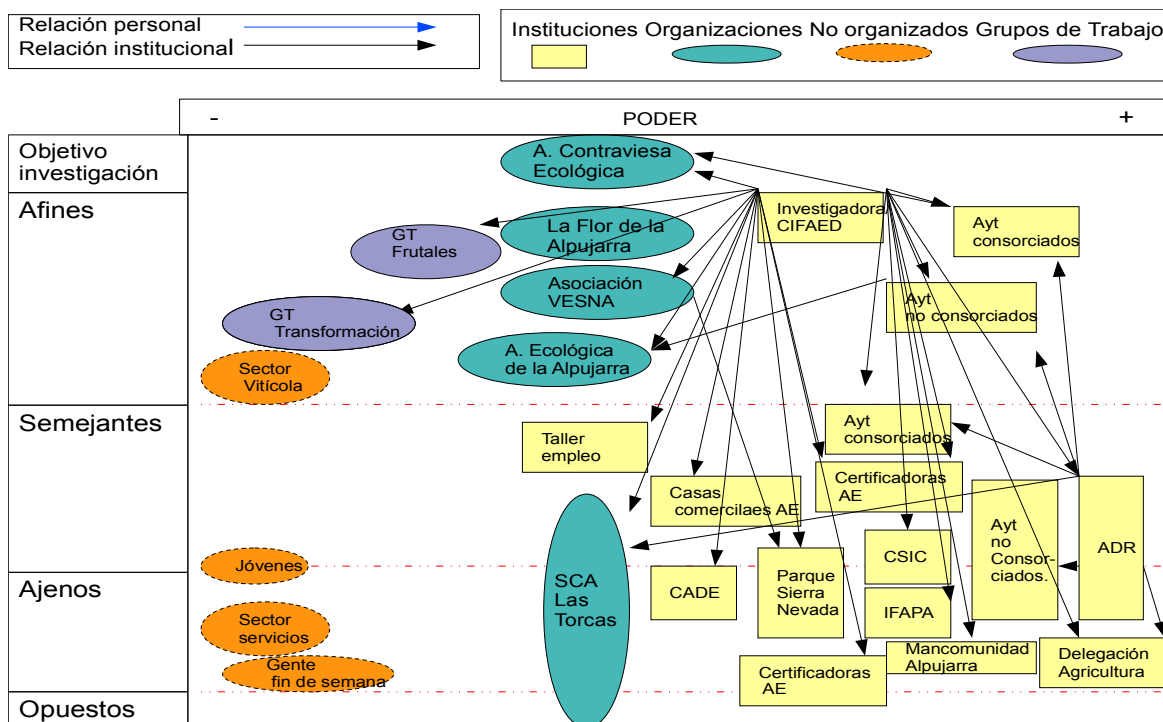 Relación personal
Relación institucional
Instituciones Organizaciones No organizados Grupos de Trabajo
- PODER +
Objetivo
investigación
A. Contraviesa
Ecológica
Afines
Investigadora
CIFAED
Ayt
consorciados
La Flor de la
Alpujarra
GT
Frutales
Asociación
VESNA
Ayt
no consorciados
GT
Transformación
A. Ecológica
de la Alpujarra
Sector
Vitícola
Semejantes
Ayt
consorciados
Taller
empleo
Certificadoras
AE
Casas
comercilaes AE
Ayt
no
Consor-
ciados.
ADR
CSIC
Jóvenes
SCA
Las
Torcas
Parque
Sierra
Nevada
Ajenos
CADE
IFAPA
Sector
servicios
Mancomunidad
Alpujarra
Delegación
Agricultura
Gente
fin de semana
Certificadoras
AE
Opuestos